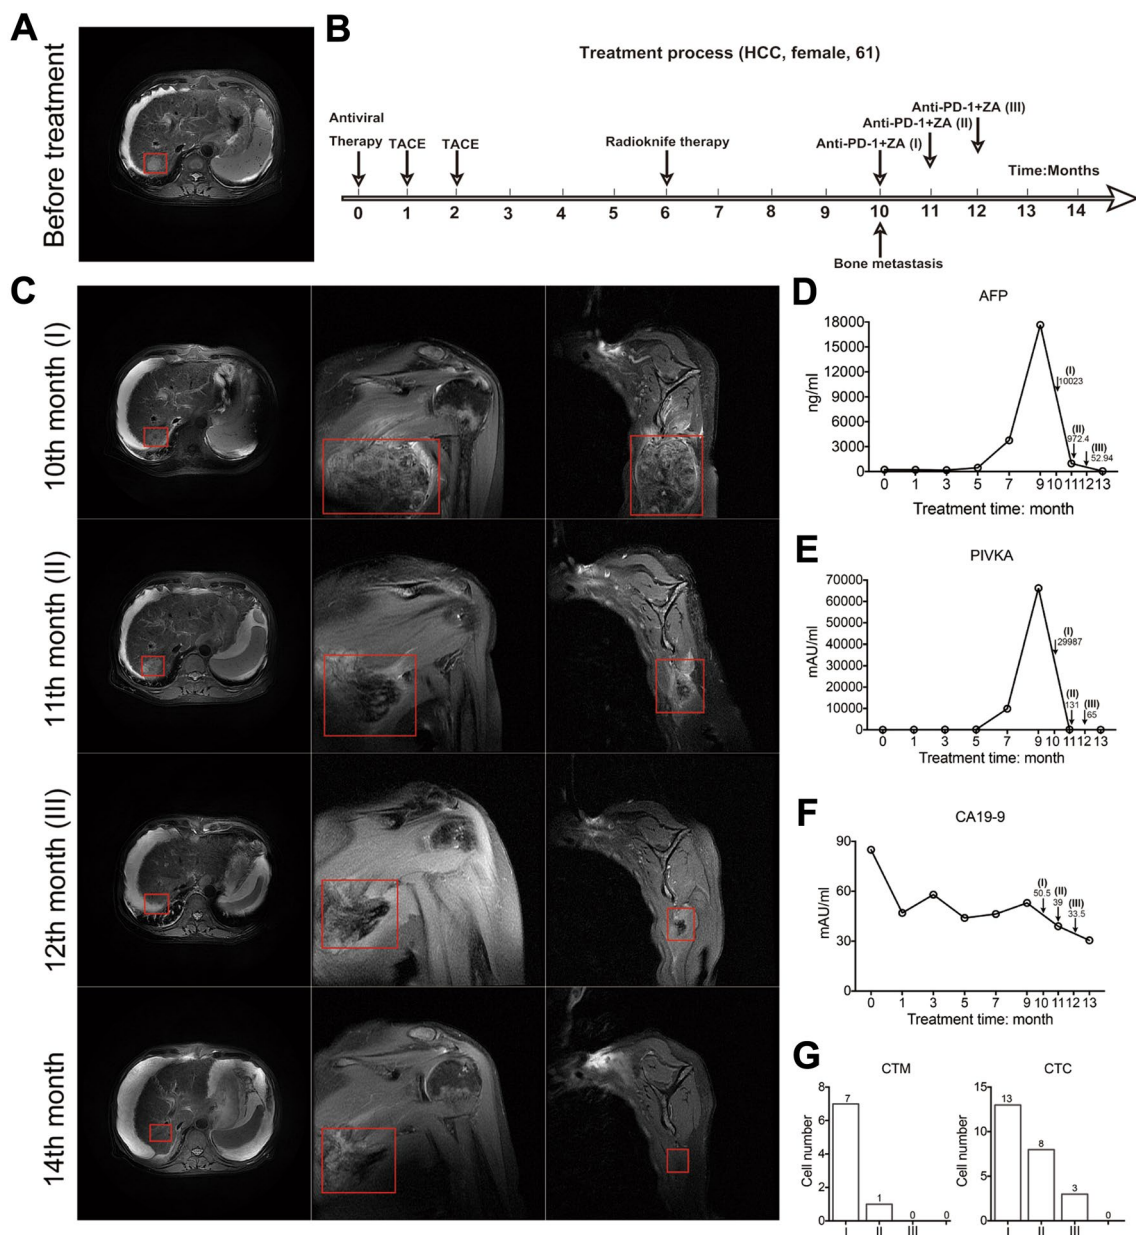 A
Before treatment
B
Treatment process (HCC, female, 61)
Antiviral
Therapy
TACE
TACE
Radioknife therapy
Anti-PD-1+ZA (I)
Anti-PD-1+ZA (II)
Anti-PD-1+ZA (III)
Time:Months
0 1 2 3 4 5 6 7 8 9 10 11 12 13 14
Bone metastasis
C
10th month (I)
11th month (II)
12th month (III)
14th month
D
AFP
ng/ml
18000
15000
12000
9000
6000
3000
0
(I)
10023
(II)
972.4
(III)
52.94
0 1 3 5 7 9 10 11 12 13
Treatment time: month
E
PIVKA
mAU/ml
70000
60000
50000
40000
30000
20000
10000
0
(I)
29987
(II)
131
(III)
65
0 1 3 5 7 9 10 11 12 13
Treatment time: month
F
CA19-9
mAU/ml
90
60
30
0
(I)
50.5
(II)
39
(III)
33.5
0 1 3 5 7 9 10 11 12 13
Treatment time: month
G
CTM
Cell number
8
6
4
2
0
7
1
0
0
I II III
CTC
Cell number
15
10
5
0
13
8
3
0
I II III